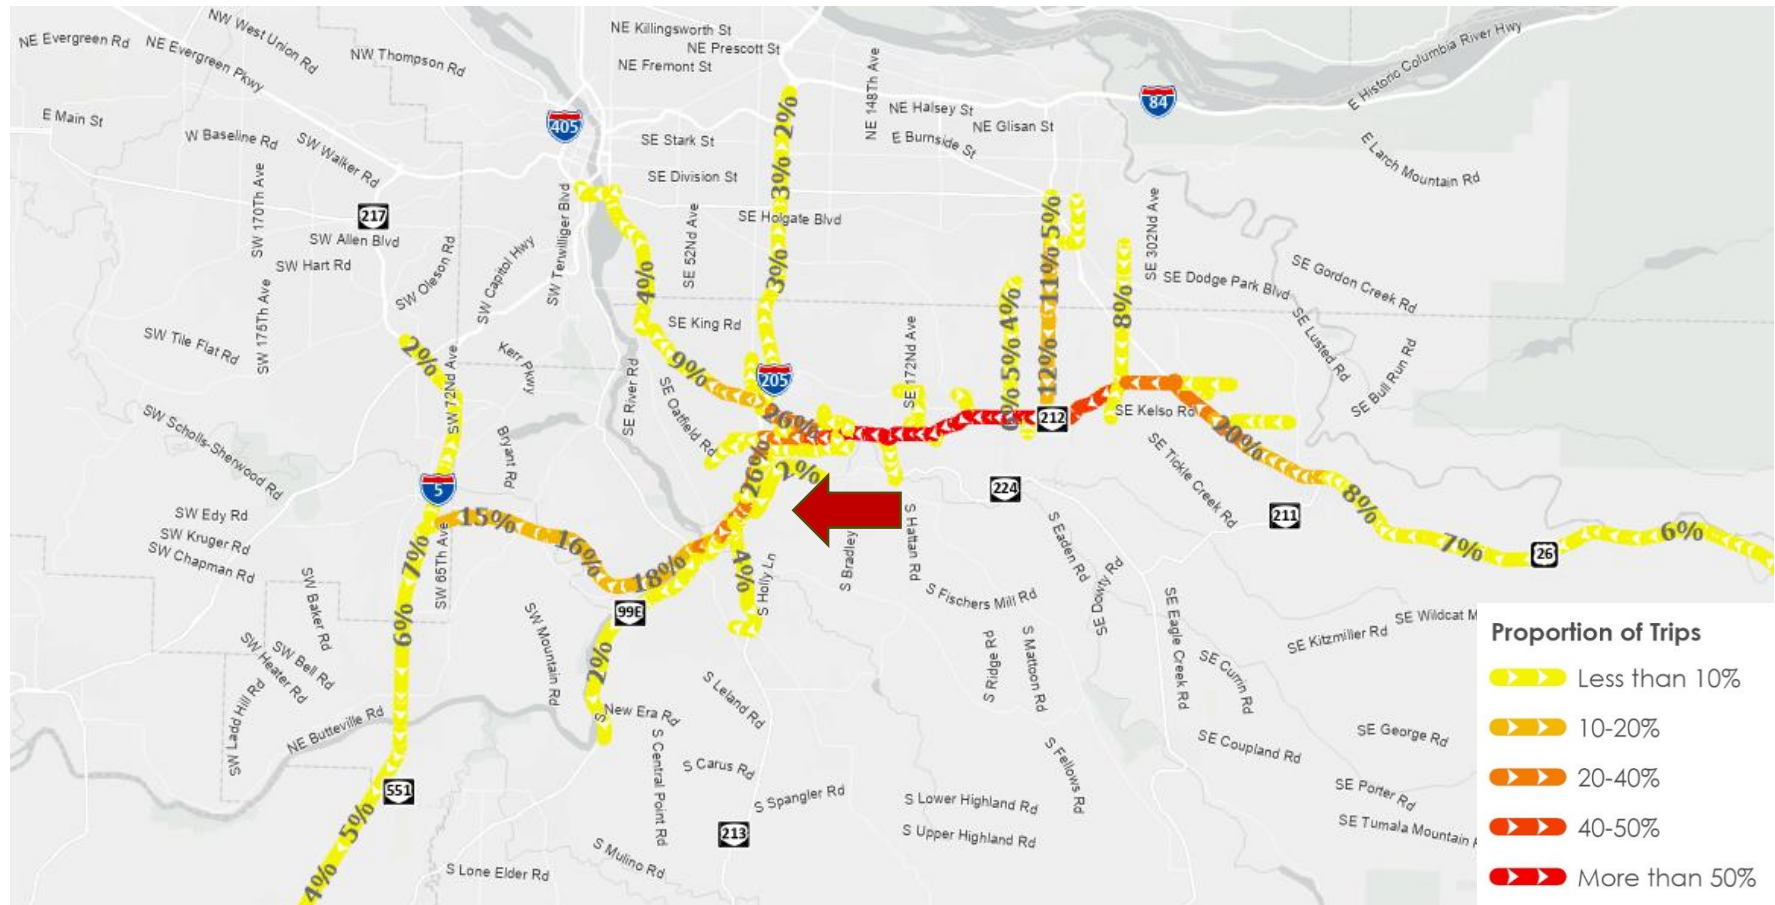 NE Killingsworth St
NE Prescott St
NE Fremont St
NW West Union Rd
NE Evergreen Rd
NE Evergreen Pkwy
NW Thompson Rd
NE 148Th Ave
E Historic Columbia River Hwy
84
NE Halsey St
NE Glisan St
E Burnside St
E Main St
405
W Baseline Rd
SW Walker Rd
SE Stark St
SE Division St
2%
3%
E Larch Mountain Rd
SW 170Th Ave
217
SW Terwilliger Blvd
SE 52Nd Ave
SE Holgate Blvd
5%
SE 302Nd Ave
SW Allen Blvd
SW Hart Rd
SW Oleson Rd
SW Capitol Hwy
4%
3%
11%
SE Dodge Park Blvd
SE Gordon Creek Rd
SW 175Th Ave
SE King Rd
SE 172Nd Ave
4%
8%
SE Lusted Rd
SW Tile Flat Rd
2%
SW 72Nd Ave
Kerr Pkwy
SE River Rd
9%
205
5%
12%
SE Bull Run Rd
SE Oatfield Rd
26%
212
SE Kelso Rd
20%
SW Scholls-Sherwood Rd
Bryant Rd
26%
2%
SE Tickle Creek Rd
5
224
8%
211
SW Edy Rd
15%
S Hattan Rd
S Eaden Rd
7%
26
6%
SW Kruger Rd
SW Chapman Rd
7%
SW 65Th Ave
16%
18%
4%
S Holly Ln
S Bradley
SE Dowty Rd
SW Baker Rd
99E
S Fischers Mill Rd
SE Eagle Creek Rd
SE Wildcat M
6%
SW Mountain Rd
2%
S Ridge Rd
S Mattoon Rd
SE Kitzmiller Rd
SW Bell Rd
SW Heater Rd
SE Currin Rd
SW Ladd Hill Rd
NE Butteville Rd
S New Era Rd
S Leland Rd
SE Coupland Rd
SE George Rd
S Central Point Rd
S Carus Rd
S Fellows Rd
551
S Spangler Rd
S Lower Highland Rd
SE Porter Rd
5%
213
S Upper Highland Rd
SE Tumala Mountain
4%
S Lone Elder Rd
S Mulino Rd
Proportion of Trips
Less than 10%
10-20%
20-40%
40-50%
More than 50%